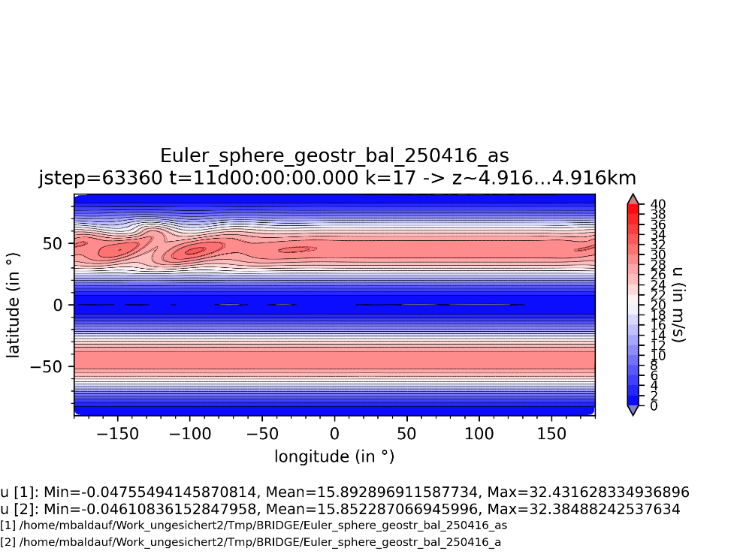 Euler_sphere_geostr_bal_250416_as
jstep=63360 t=11d00:00:00.000 k=17 -> z~4.916...4.916km
40
38
36
34
32
30
28
26
24
22
20
18
16
14
12
10
8
6
4
2
0
u (in m/s)
50
0
−50
latitude (in °)
−150 −100 −50 0 50 100 150
longitude (in °)
u [1]: Min=-0.04755494145870814, Mean=15.892896911587734, Max=32.431628334936896
u [2]: Min=-0.04610836152847958, Mean=15.852287066945996, Max=32.38488242537634
[1] /home/mbaldauf/Work_ungesichert2/Tmp/BRIDGE/Euler_sphere_geostr_bal_250416_as
[2] /home/mbaldauf/Work_ungesichert2/Tmp/BRIDGE/Euler_sphere_geostr_bal_250416_a